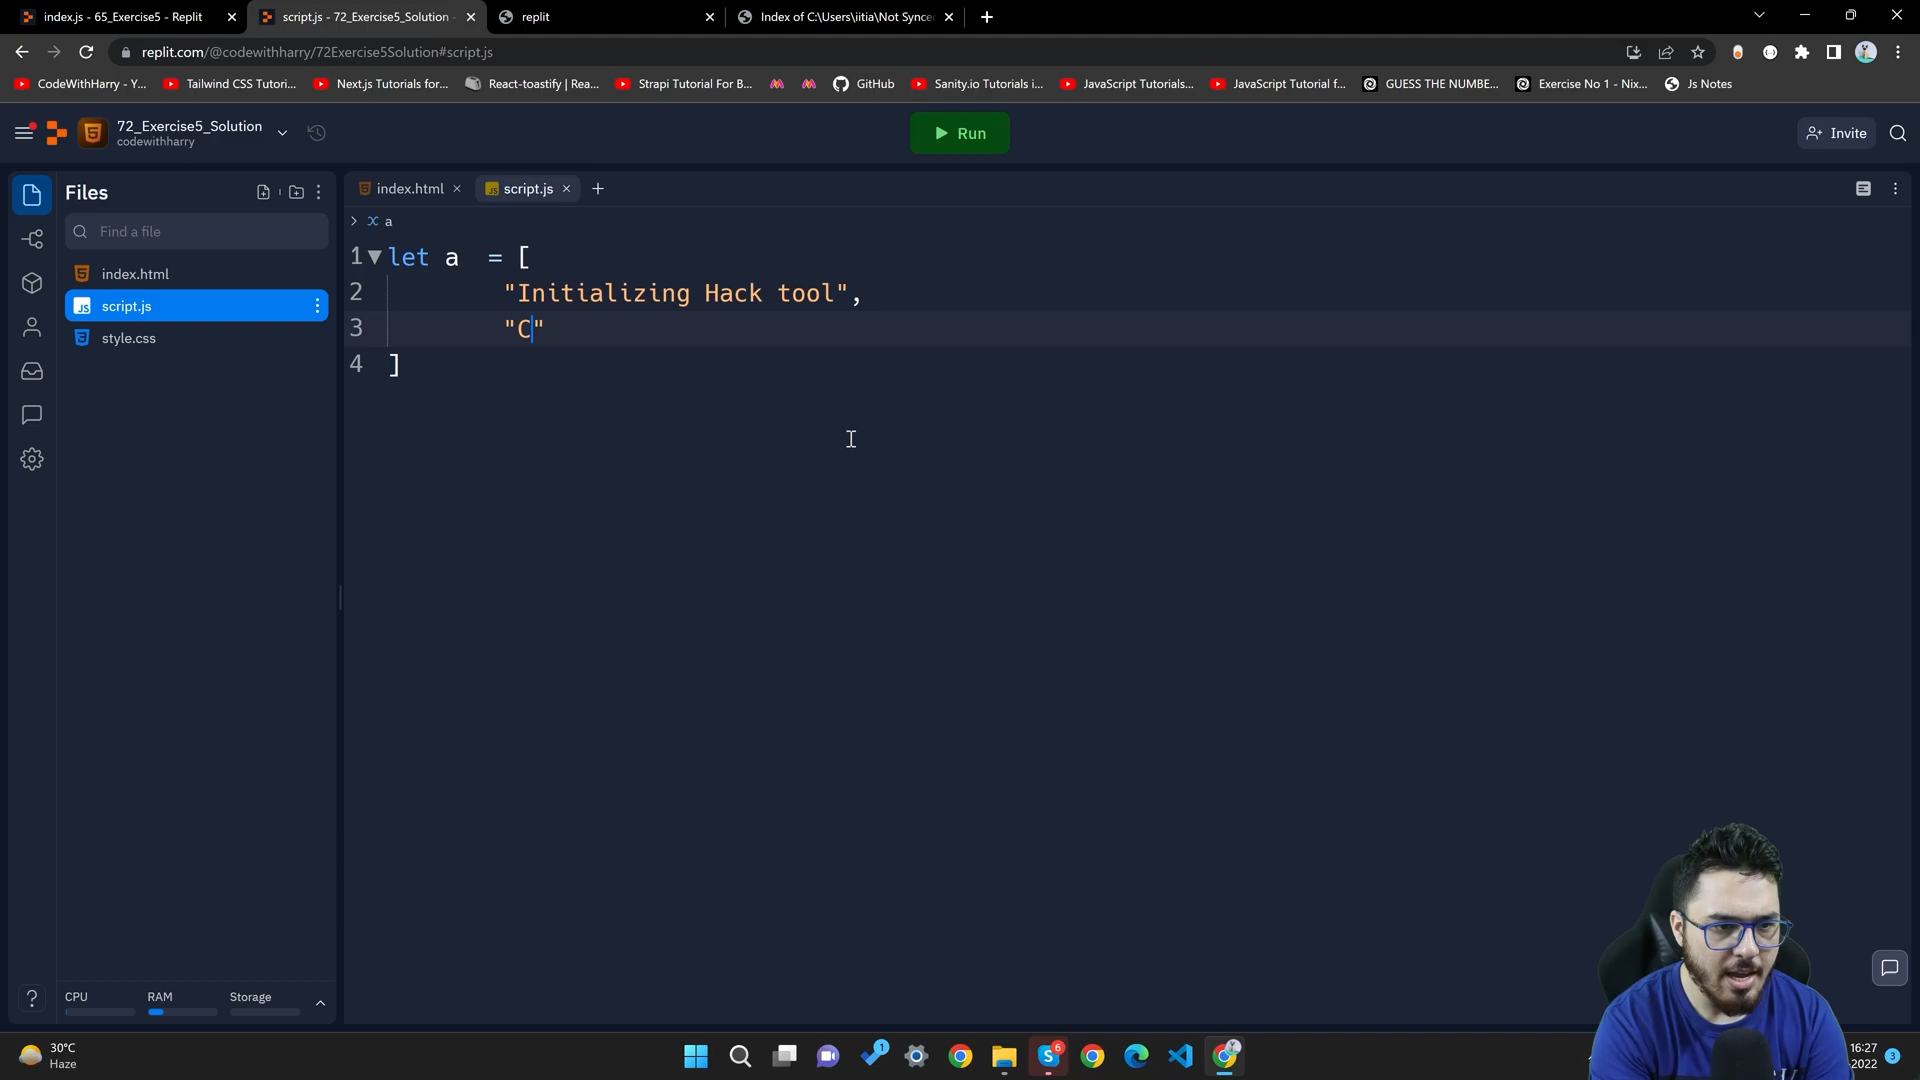 index.js - 65_Exercise5 - Replit
script.js - 72_Exercise5_Solution -
replit
Index of C:\Users\iitia\Not Synce
replit.com/@codewithharry/72Exercise5Solution#script.js
CodeWithHarry - Y...
Tailwind CSS Tutori...
Next.js Tutorials for...
React-toastify | Rea...
Strapi Tutorial For B...
GitHub
Sanity.io Tutorials i...
JavaScript Tutorials...
JavaScript Tutorial f...
GUESS THE NUMBE...
Exercise No 1 - Nix...
Js Notes
72_Exercise5_Solution
codewithharry
Run
Invite
Files
Find a file
index.html
script.js
style.css
index.html
script.js
a
1 let a  = [
2 "Initializing Hack tool",
3 "C"
4 ]
CPU
RAM
Storage
30°C
Haze
1
6
16:27
-2022
3